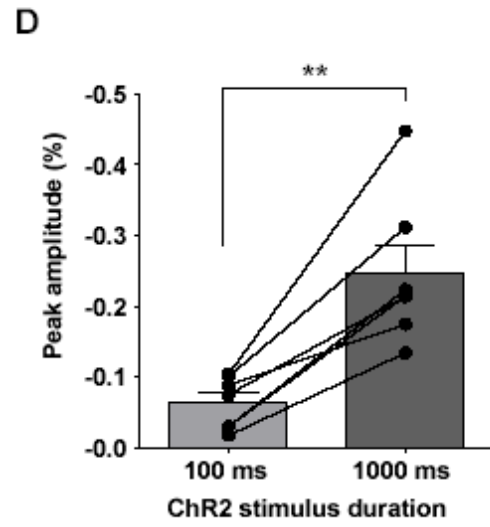 D
**
-0.5
-0.4
-0.3
-0.2
-0.1
-0.0
Peak amplitude (%)
100 ms 1000 ms
ChR2 stimulus duration